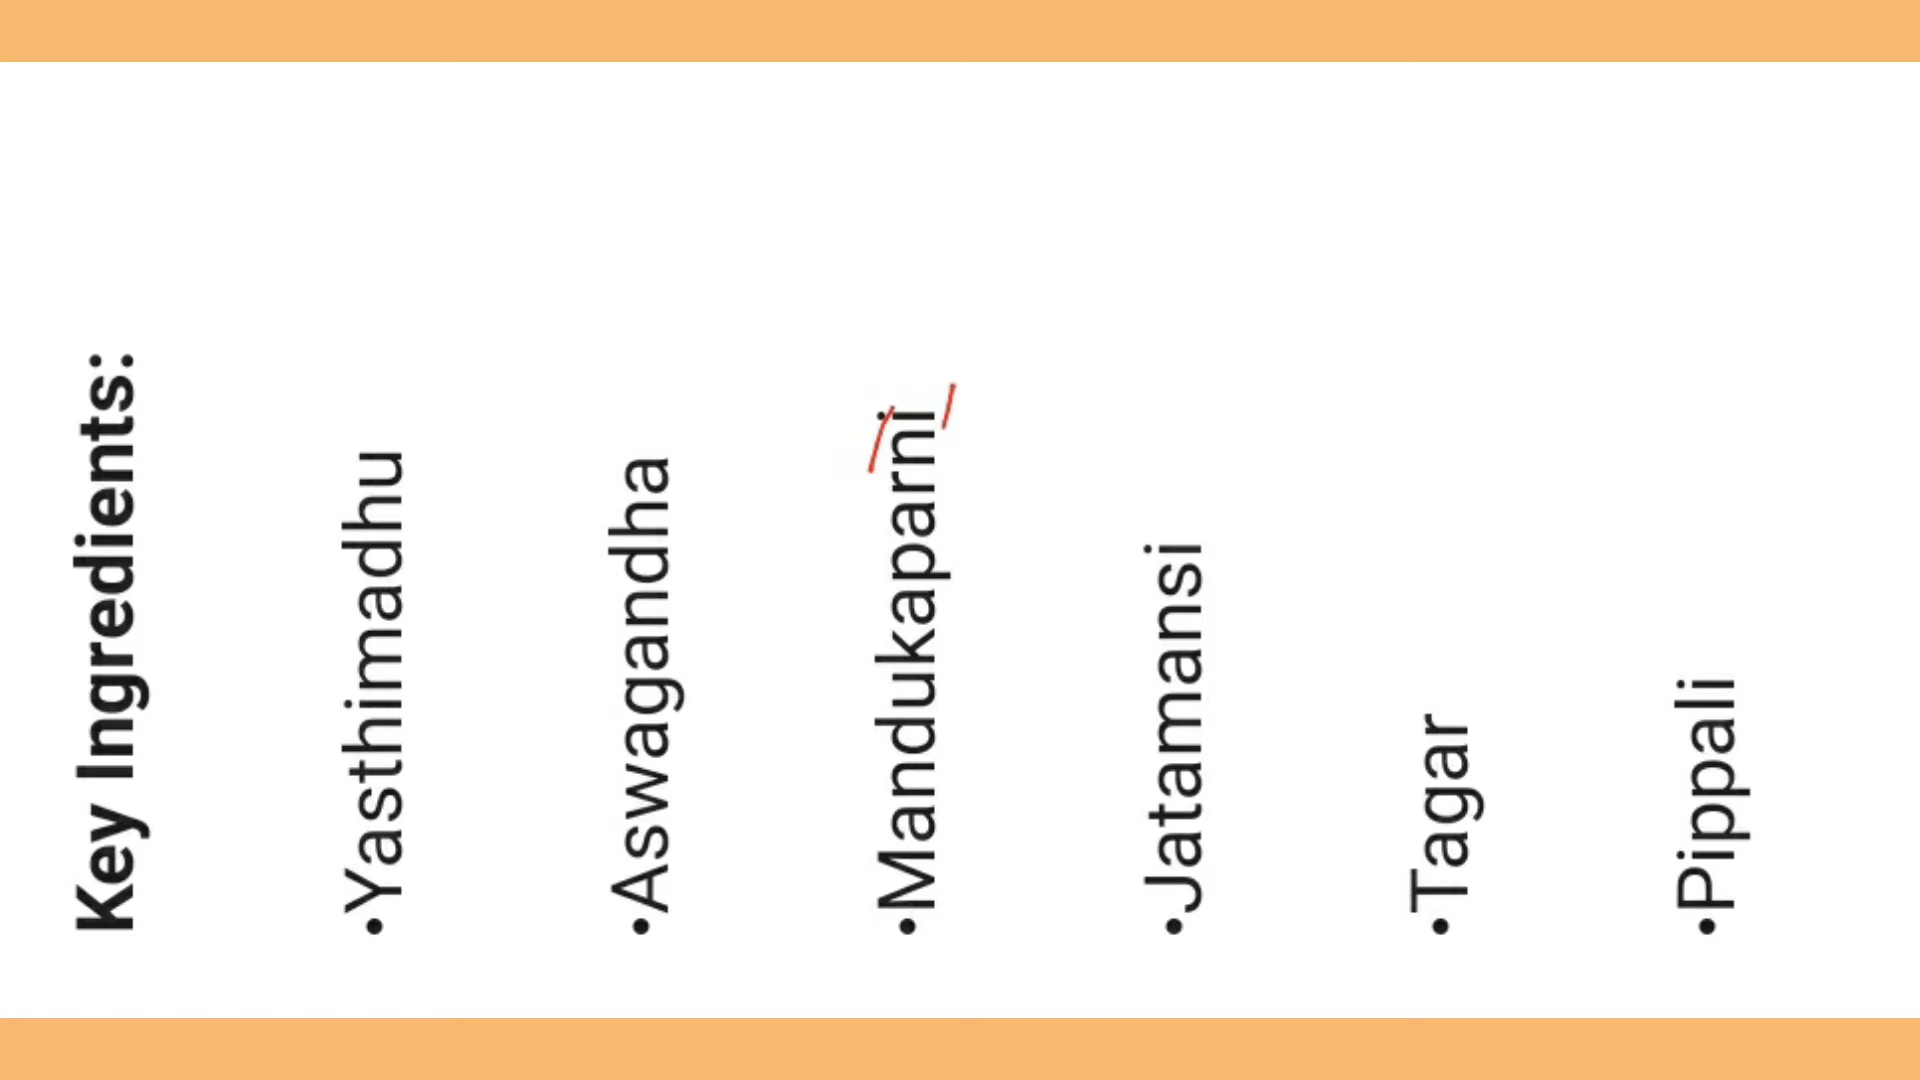 Key Ingredients:
•Yasthimadhu
•Aswagandha
•Mandukaparni
•Jatamansi
•Tagar
•Pippali